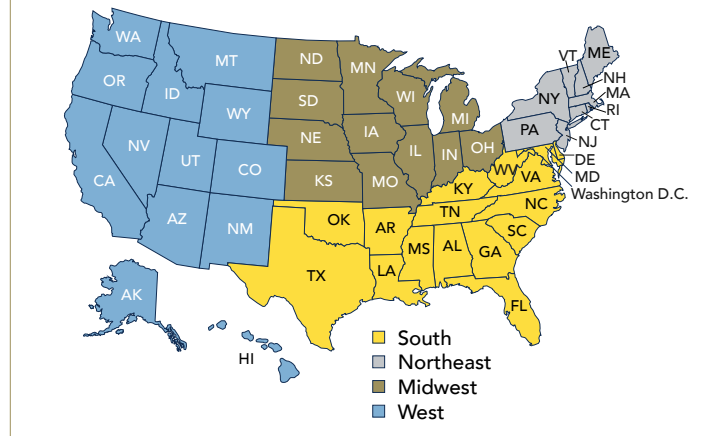 WA
MT
ND
MN
VT
ME
OR
ID
SD
WI
NH
MA
WY
NY
RI
MI
CT
NE
IA
PA
NJ
NV
UT
IL
IN
OH
DE
CO
WV
MD
CA
KS
MO
VA
Washington D.C.
KY
NC
TN
AZ
NM
OK
AR
SC
MS
AL
GA
TX
LA
AK
FL
HI
South
Northeast
Midwest
West